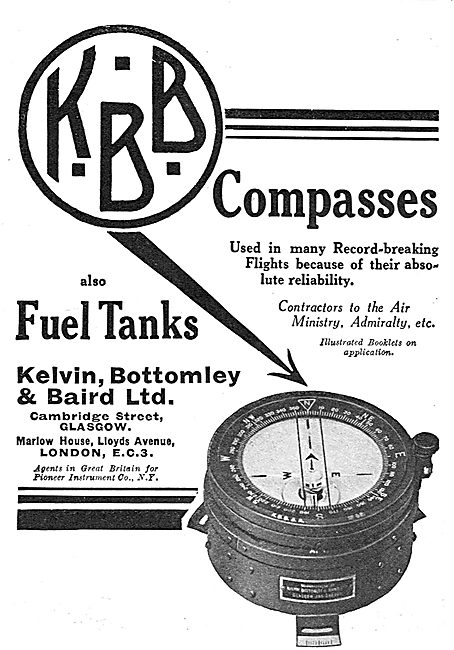 K B B
Compasses
Used in many Record-breaking
Flights because of their abso-
lute reliability.
Contractors to the Air
Ministry, Admiralty, etc.
Illustrated Booklets on
application.
also
Fuel Tanks
Kelvin, Bottomley
& Baird Ltd.
Cambridge Street,
GLASGOW.
Marlow House, Lloyds Avenue,
LONDON, E.C.3.
Agents in Great Britain for
Pioneer Instrument Co., N.Y.
N
NE
W
E
W
E
S